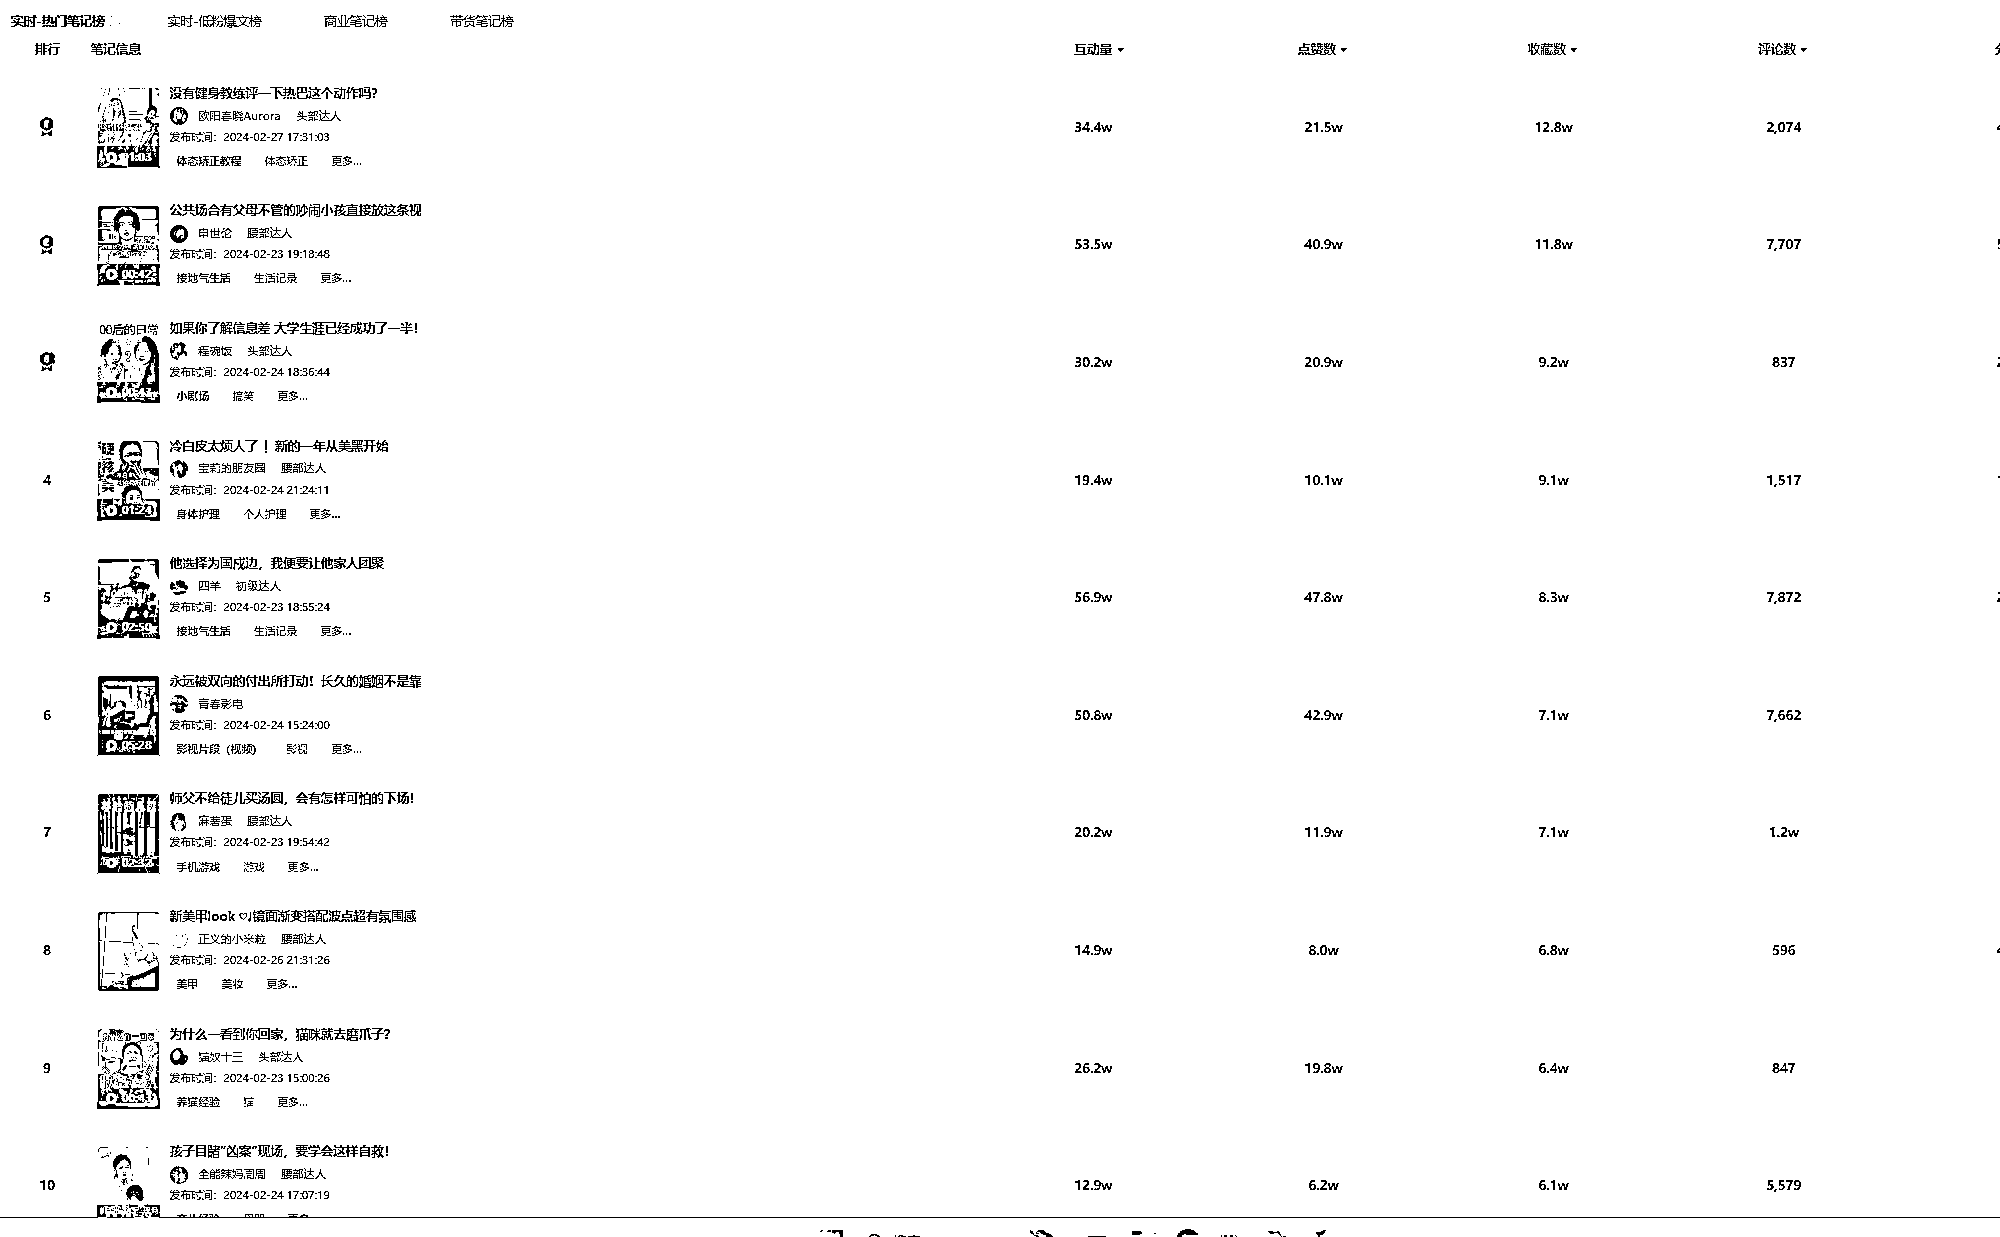 实时-热门笔记榜 实时-低粉爆文榜 商业笔记榜 带货笔记榜
排行 笔记信息 互动量 点赞数 收藏数 评论数
没有健身教练评一下热巴这个动作吗?
欧阳春晓Aurora 头部达人
34.4w 21.5w 12.8w 2,074
发布时间: 2024-02-27 17:31:03
01:03
体态矫正教程 体态矫正 更多...
公共场合有父母不管的吵闹小孩直接放这条视
申世伦 腰部达人
53.5w 40.9w 11.8w 7,707
发布时间: 2024-02-23 19:18:48
00:42
接地气生活 生活记录 更多...
00后的日常 如果你了解信息差 大学生涯已经成功了一半!
程碗饭 头部达人
30.2w 20.9w 9.2w 837
发布时间: 2024-02-24 18:36:44
小剧场 搞笑 更多...
冷白皮太烦人了！新的一年从美黑开始
宝莉的朋友圈 腰部达人
4 19.4w 10.1w 9.1w 1,517
发布时间: 2024-02-24 21:24:11
01:24
身体护理 个人护理 更多...
他选择为国戍边，我便要让他家人团聚
四羊 初级达人
5 56.9w 47.8w 8.3w 7,872
发布时间: 2024-02-23 18:55:24
02:50
接地气生活 生活记录 更多...
永远被双向的付出所打动！长久的婚姻不是靠
青春影电
6 50.8w 42.9w 7.1w 7,662
发布时间: 2024-02-24 15:24:00
05:28
影视片段（视频） 影视 更多...
师父不给徒儿买汤圆，会有怎样可怕的下场!
麻薯蛋 腰部达人
7 20.2w 11.9w 7.1w 1.2w
发布时间: 2024-02-23 19:54:42
手机游戏 游戏 更多...
新美甲look ♡镜面渐变搭配波点超有氛围感
正义的小米粒 腰部达人
8 14.9w 8.0w 6.8w 596
发布时间: 2024-02-26 21:31:26
美甲 美妆 更多...
为什么一看到你回家，猫咪就去磨爪子?
猫奴十三 头部达人
9 26.2w 19.8w 6.4w 847
发布时间: 2024-02-23 15:00:26
养猫经验 猫 更多...
孩子目睹“凶案”现场，要学会这样自救!
全能辣妈周周 腰部达人
10 12.9w 6.2w 6.1w 5,579
发布时间: 2024-02-24 17:07:19